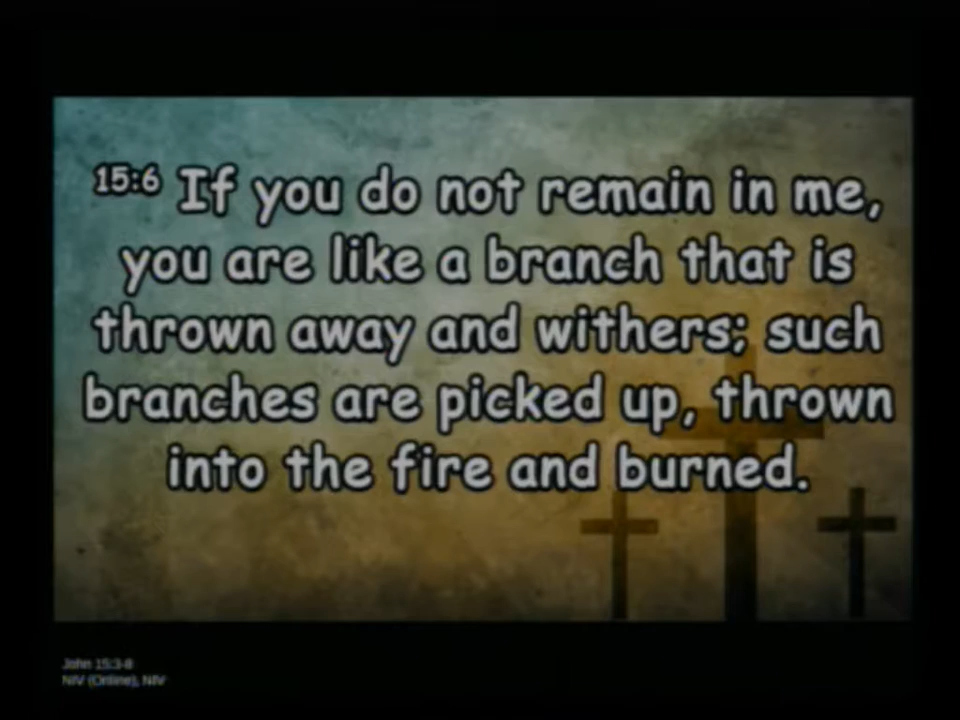 15:6 If you do not remain in me,
you are like a branch that is
thrown away and withers; such
branches are picked up, thrown
into the fire and burned.
John 15:3-8
NIV (Online), NIV